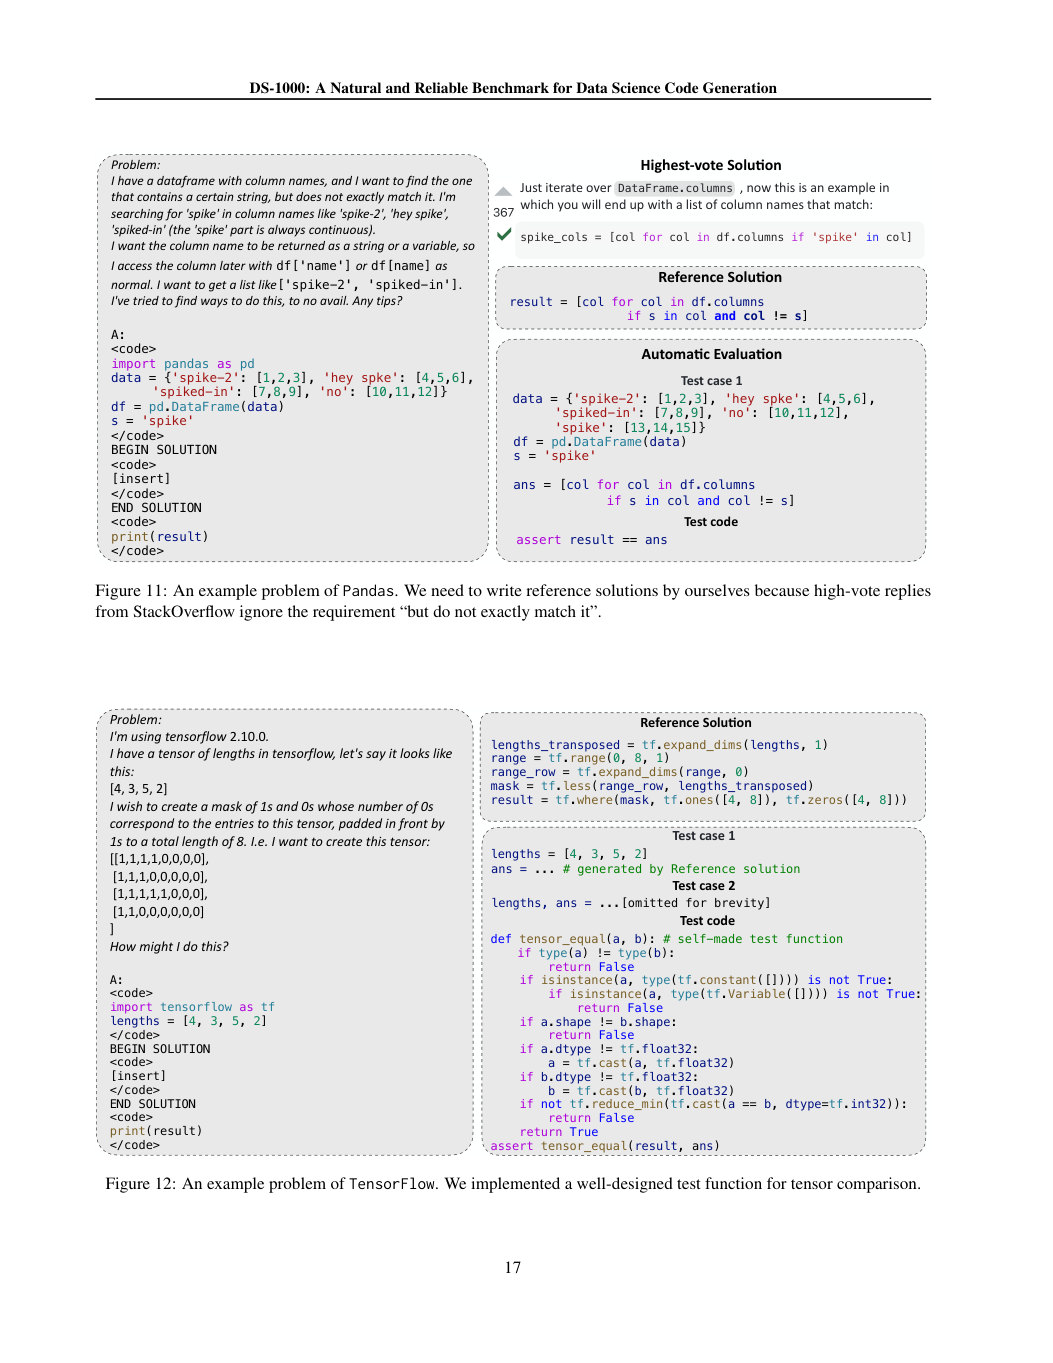 DS-1000: A Natural and Reliable Benchmark for Data Science Code Generation
Problem:
I have a dataframe with column names, and I want to find the one
that contains a certain string, but does not exactly match it. I'm
searching for 'spike' in column names like 'spike-2', 'hey spike',
'spiked-in' (the 'spike' part is always continuous).
I want the column name to be returned as a string or a variable, so
I access the column later with df['name'] or df[name] as
normal. I want to get a list like['spike-2', 'spiked-in'].
I've tried to find ways to do this, to no avail. Any tips?
A:
<code>
import pandas as pd
data = {'spike-2': [1,2,3], 'hey spke': [4,5,6],
'spiked-in': [7,8,9], 'no': [10,11,12]}
df = pd.DataFrame(data)
s = 'spike'
</code>
BEGIN SOLUTION
<code>
[insert]
</code>
END SOLUTION
<code>
print(result)
</code>
Highest-vote Solution
Just iterate over DataFrame.columns , now this is an example in
which you will end up with a list of column names that match:
367
spike_cols = [col for col in df.columns if 'spike' in col]
Reference Solution
result = [col for col in df.columns
if s in col and col != s]
Automatic Evaluation
Test case 1
data = {'spike-2': [1,2,3], 'hey spke': [4,5,6],
'spiked-in': [7,8,9], 'no': [10,11,12],
'spike': [13,14,15]}
df = pd.DataFrame(data)
s = 'spike'
ans = [col for col in df.columns
if s in col and col != s]
Test code
assert result == ans
Figure 11: An example problem of Pandas. We need to write reference solutions by ourselves because high-vote replies
from StackOverflow ignore the requirement “but do not exactly match it”.
Problem:
I'm using tensorflow 2.10.0.
I have a tensor of lengths in tensorflow, let's say it looks like
this:
[4, 3, 5, 2]
I wish to create a mask of 1s and 0s whose number of 0s
correspond to the entries to this tensor, padded in front by
1s to a total length of 8. I.e. I want to create this tensor:
[[1,1,1,1,0,0,0,0],
[1,1,1,0,0,0,0,0],
[1,1,1,1,1,0,0,0],
[1,1,0,0,0,0,0,0]
]
How might I do this?
A:
<code>
import tensorflow as tf
lengths = [4, 3, 5, 2]
</code>
BEGIN SOLUTION
<code>
[insert]
</code>
END SOLUTION
<code>
print(result)
</code>
Reference Solution
lengths_transposed = tf.expand_dims(lengths, 1)
range = tf.range(0, 8, 1)
range_row = tf.expand_dims(range, 0)
mask = tf.less(range_row, lengths_transposed)
result = tf.where(mask, tf.ones([4, 8]), tf.zeros([4, 8]))
Test case 1
lengths = [4, 3, 5, 2]
ans = ... # generated by Reference solution
Test case 2
lengths, ans = ...[omitted for brevity]
Test code
def tensor_equal(a, b): # self-made test function
if type(a) != type(b):
return False
if isinstance(a, type(tf.constant([]))) is not True:
if isinstance(a, type(tf.Variable([]))) is not True:
return False
if a.shape != b.shape:
return False
if a.dtype != tf.float32:
a = tf.cast(a, tf.float32)
if b.dtype != tf.float32:
b = tf.cast(b, tf.float32)
if not tf.reduce_min(tf.cast(a == b, dtype=tf.int32)):
return False
return True
assert tensor_equal(result, ans)
Figure 12: An example problem of TensorFlow. We implemented a well-designed test function for tensor comparison.
17